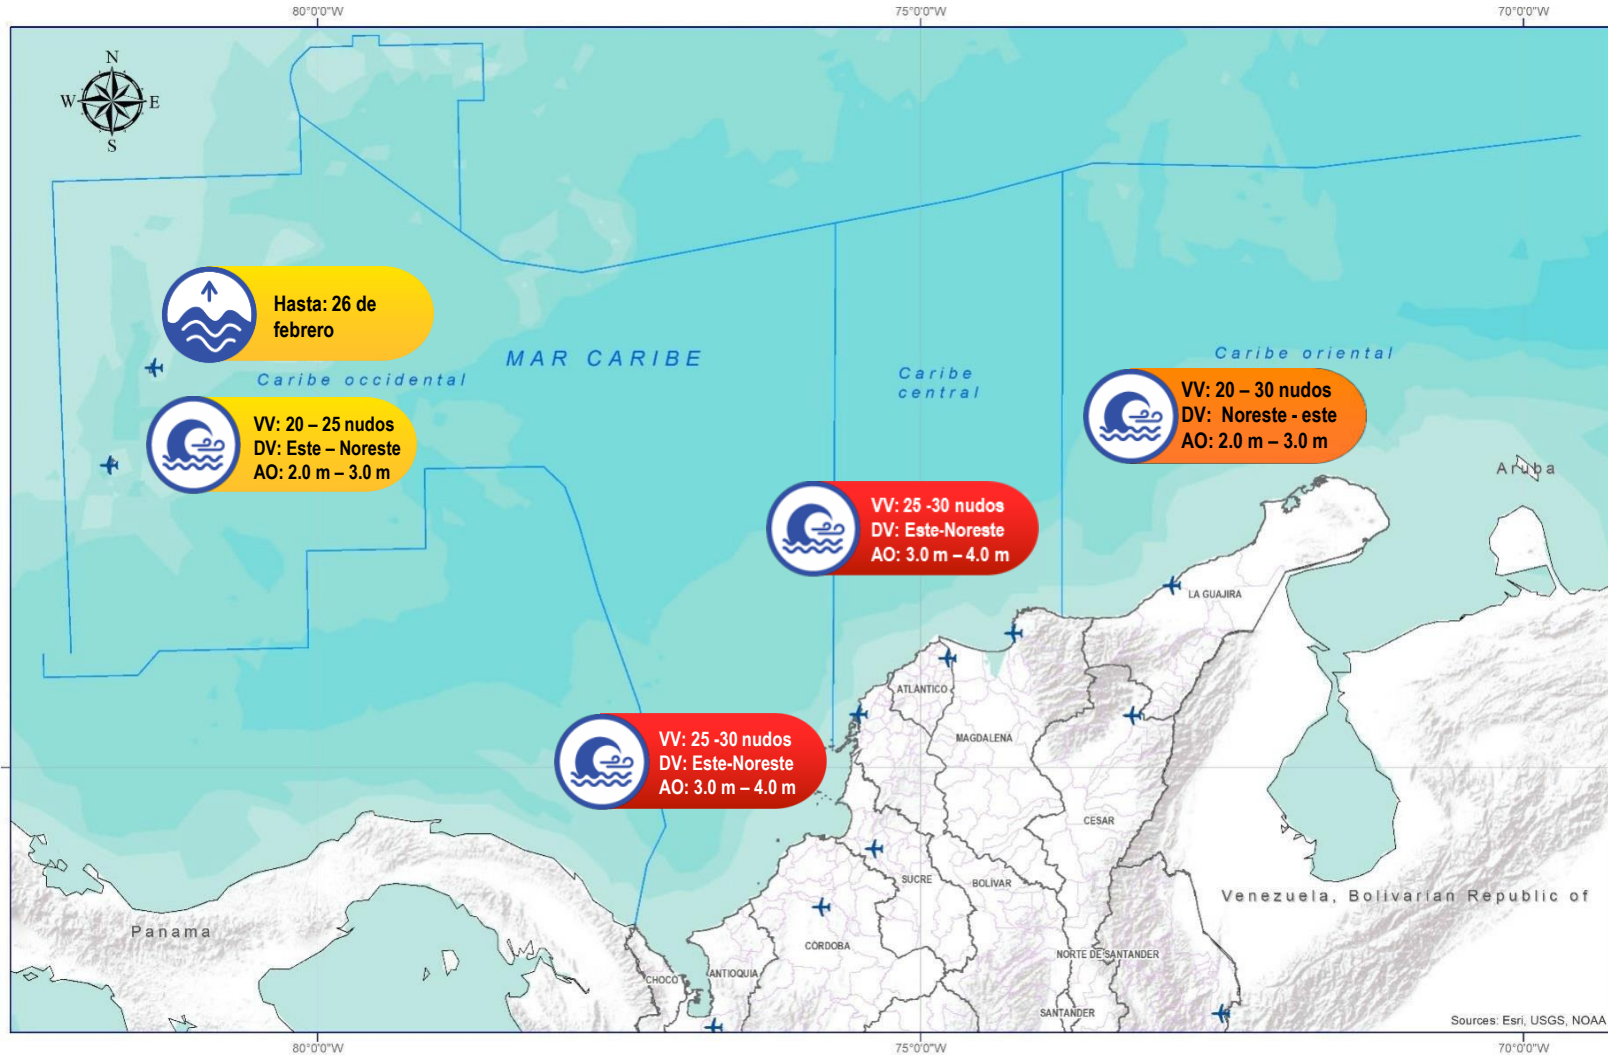 80°0'0"W
75°0'0"W
70°0'0"W
N
W
E
S
Hasta: 26 de
febrero
MAR CARIBE
Caribe occidental
Caribe
central
Caribe oriental
VV: 20 – 25 nudos
DV: Este – Noreste
AO: 2.0 m – 3.0 m
VV: 20 – 30 nudos
DV: Noreste - este
AO: 2.0 m – 3.0 m
Aruba
VV: 25 -30 nudos
DV: Este-Noreste
AO: 3.0 m – 4.0 m
LA GUAJIRA
ATLÁNTICO
MAGDALENA
VV: 25 -30 nudos
DV: Este-Noreste
AO: 3.0 m – 4.0 m
CESAR
SUCRE
BOLÍVAR
Venezuela, Bolivarian Republic of
Panama
CÓRDOBA
NORTE DE SANTANDER
CHOCÓ
ANTIOQUIA
SANTANDER
Sources: Esri, USGS, NOAA
80°0'0"W
75°0'0"W
70°0'0"W